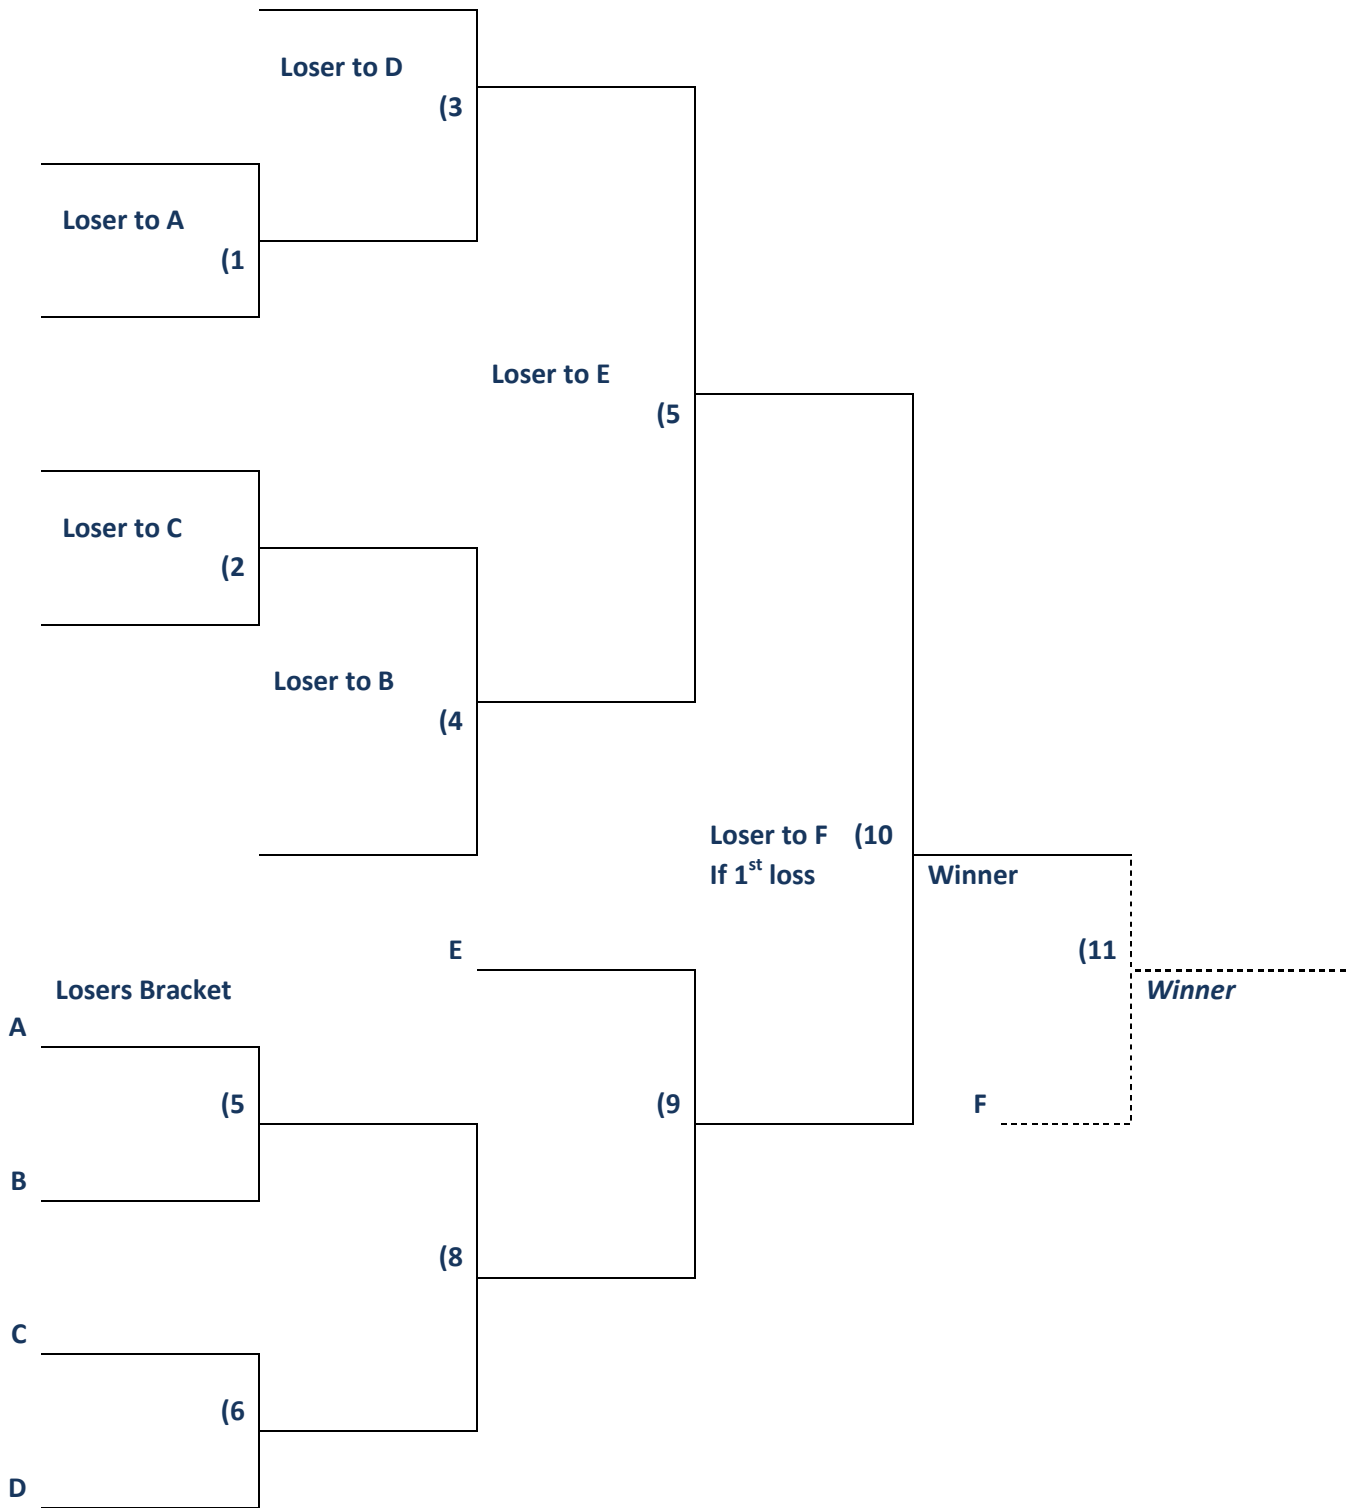 Loser to D
(3
Loser to A
(1
Loser to E
(5
Loser to C
(2
Loser to B
(4
Loser to F (10
If 1st loss
Winner
E
(11
Losers Bracket
Winner
A
(5
(9
F
B
(8
C
(6
D